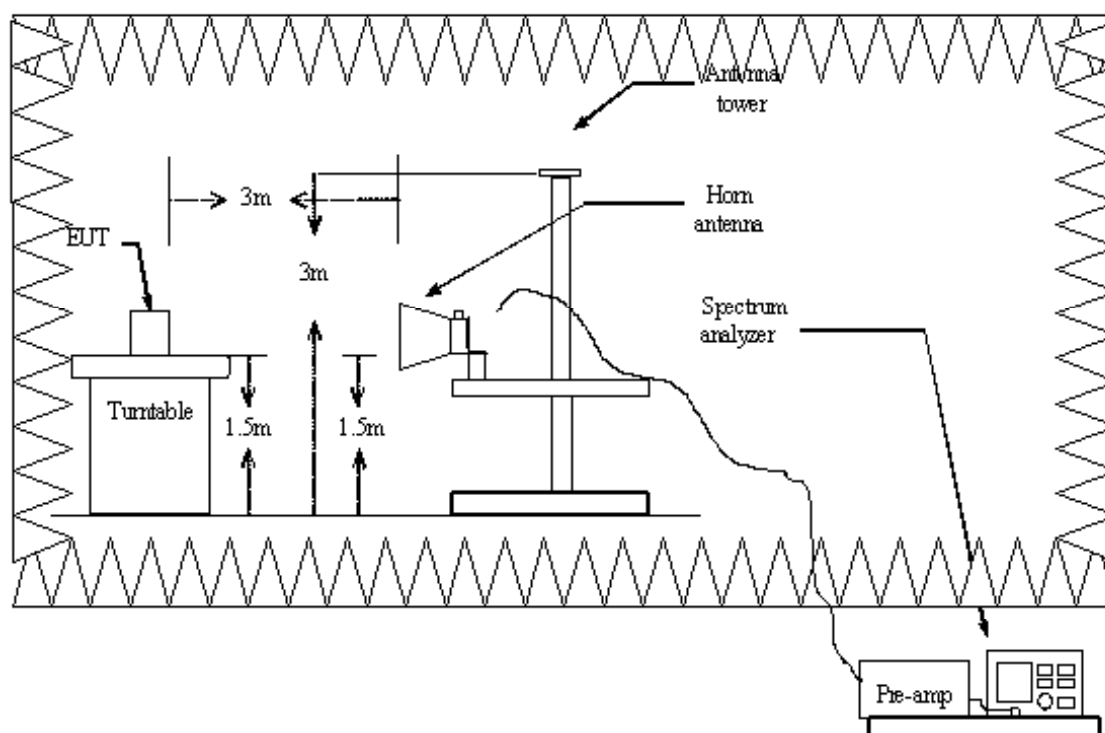 Antenna
tower
3m
Horn
antenna
EUT
3m
Spectrum
analyzer
Turntable
1.5m
1.5m
Pre-amp